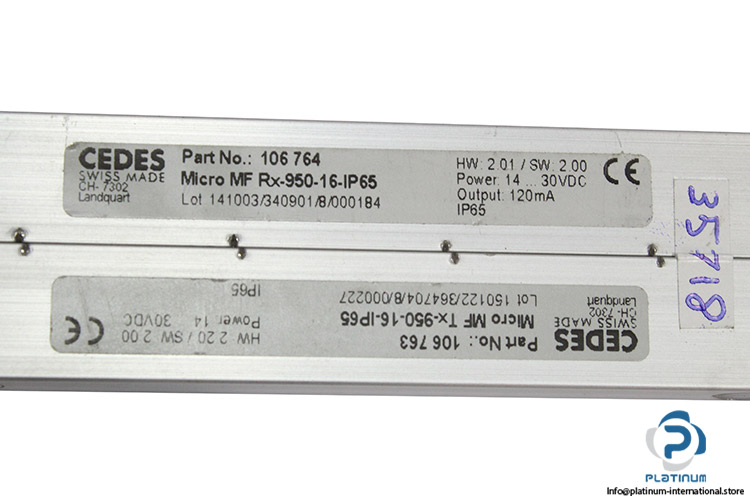 CEDES
SWISS MADE
CH- 7302
Landquart
Part No.: 106 764
Micro MF Rx-950-16-IP65
Lot 141003/340901/8/000184
HW: 2.01 / SW: 2.00
Power: 14 ... 30VDC
Output: 120mA
IP65
CE
35718
CEDES
SWISS MADE
CH- 7302
Landquart
Part No.: 106 763
Micro MF Tx-950-16-IP65
Lot 150122/364704/8/000227
HW 2.20 / SW 2.00
Power 14 30VDC
IP65
CE
PLATINUM
Info@platinum-international.store